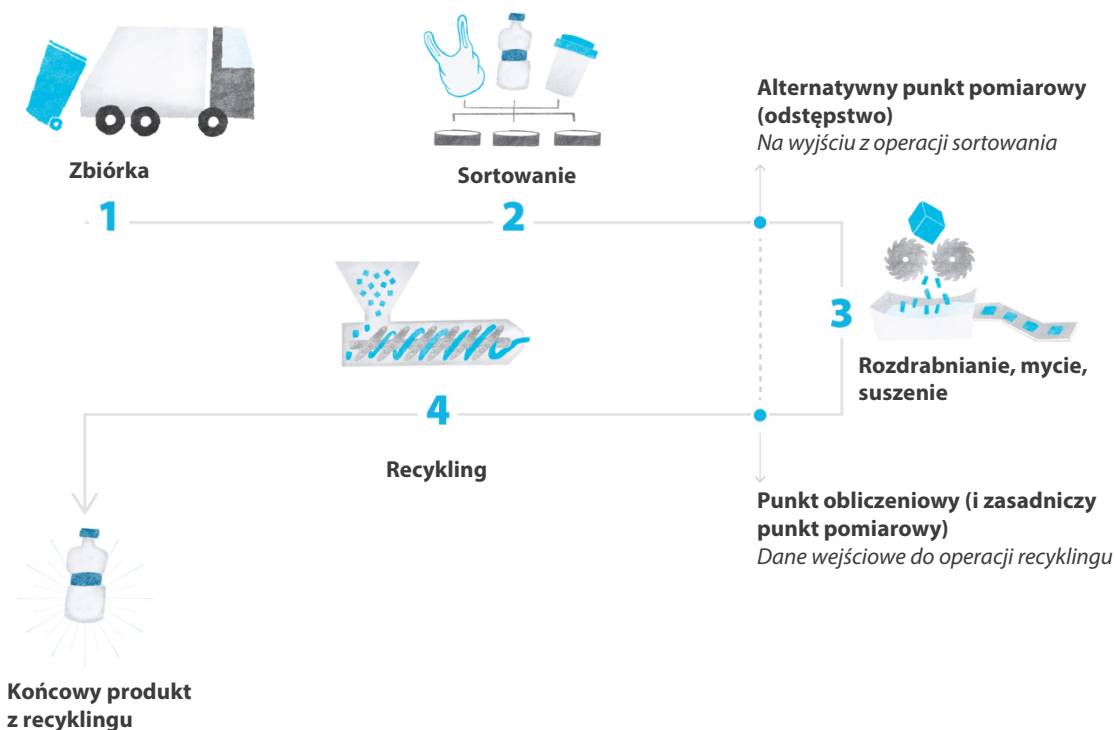 Zbiórka
1
Sortowanie
2
Alternatywny punkt pomiarowy
(odstępstwo)
Na wyjściu z operacji sortowania
3
Rozdrabnianie, mycie,
suszenie
4
Recykling
Punkt obliczeniowy (i zasadniczy
punkt pomiarowy)
Dane wejściowe do operacji recyklingu
Końcowy produkt
z recyklingu